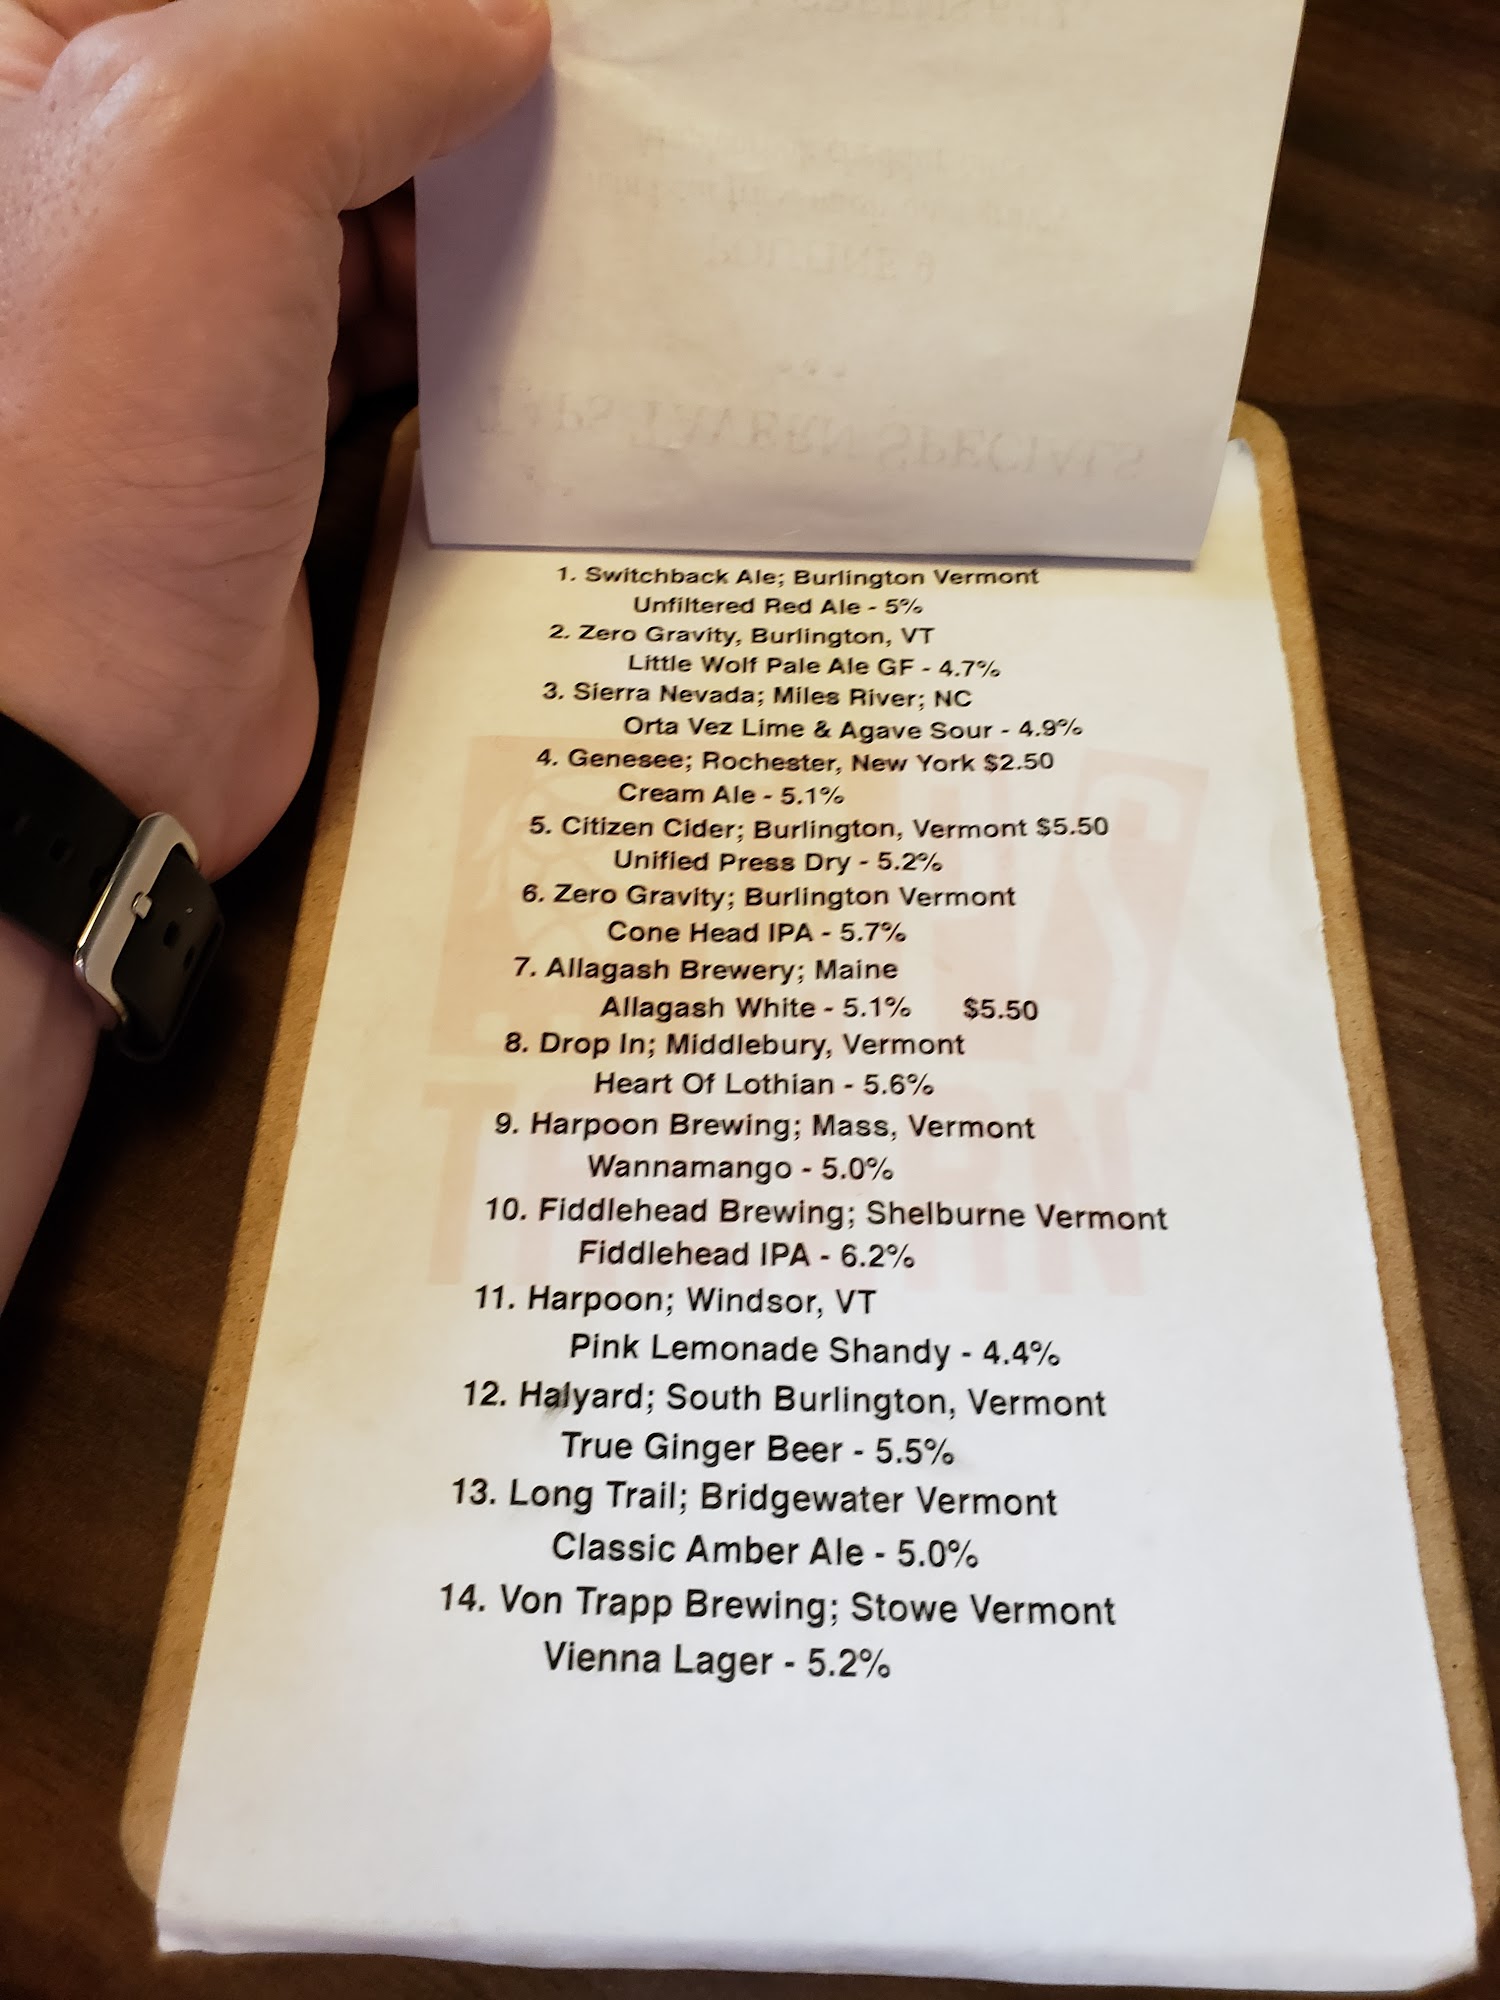 TAPS TAVERN SPECIALS
1. Switchback Ale; Burlington Vermont
Unfiltered Red Ale - 5%
2. Zero Gravity, Burlington, VT
Little Wolf Pale Ale GF - 4.7%
3. Sierra Nevada; Miles River; NC
Orta Vez Lime & Agave Sour - 4.9%
4. Genesee; Rochester, New York $2.50
Cream Ale - 5.1%
5. Citizen Cider; Burlington, Vermont $5.50
Unified Press Dry - 5.2%
6. Zero Gravity; Burlington Vermont
Cone Head IPA - 5.7%
7. Allagash Brewery; Maine
Allagash White - 5.1% $5.50
8. Drop In; Middlebury, Vermont
Heart Of Lothian - 5.6%
9. Harpoon Brewing; Mass, Vermont
Wannamango - 5.0%
10. Fiddlehead Brewing; Shelburne Vermont
Fiddlehead IPA - 6.2%
11. Harpoon; Windsor, VT
Pink Lemonade Shandy - 4.4%
12. Halyard; South Burlington, Vermont
True Ginger Beer - 5.5%
13. Long Trail; Bridgewater Vermont
Classic Amber Ale - 5.0%
14. Von Trapp Brewing; Stowe Vermont
Vienna Lager - 5.2%